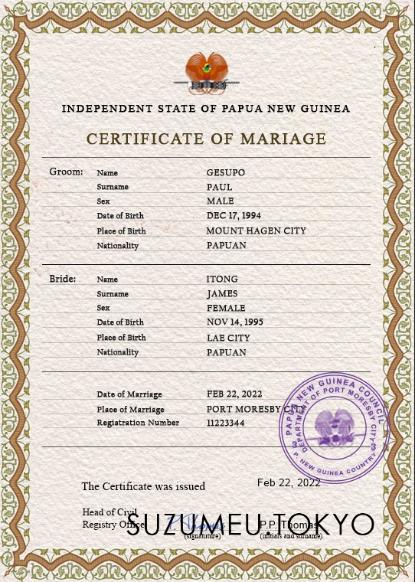 INDEPENDENT STATE OF PAPUA NEW GUINEA
CERTIFICATE OF MARIAGE
Groom: Name GESUPO
Surname PAUL
Sex MALE
Date of Birth DEC 17, 1994
Place of Birth MOUNT HAGEN CITY
Nationality PAPUAN
Bride: Name ITONG
Surname JAMES
Sex FEMALE
Date of Birth NOV 14, 1995
Place of Birth LAE CITY
Nationality PAPUAN
Date of Marriage FEB 22, 2022
Place of Marriage PORT MORESBY CITY
Registration Number 11223344
PAPUA NEW GUINEA COUNCIL
DEPARTMENT OF PORT MORESBY CITY
NEW GUINEA COUNTRY
The Certificate was issued Feb 22, 2022
Head of Civil
Registry Office P.P. Thomas
(signature) (initials and surname)
SUZUMEU.TOKYO